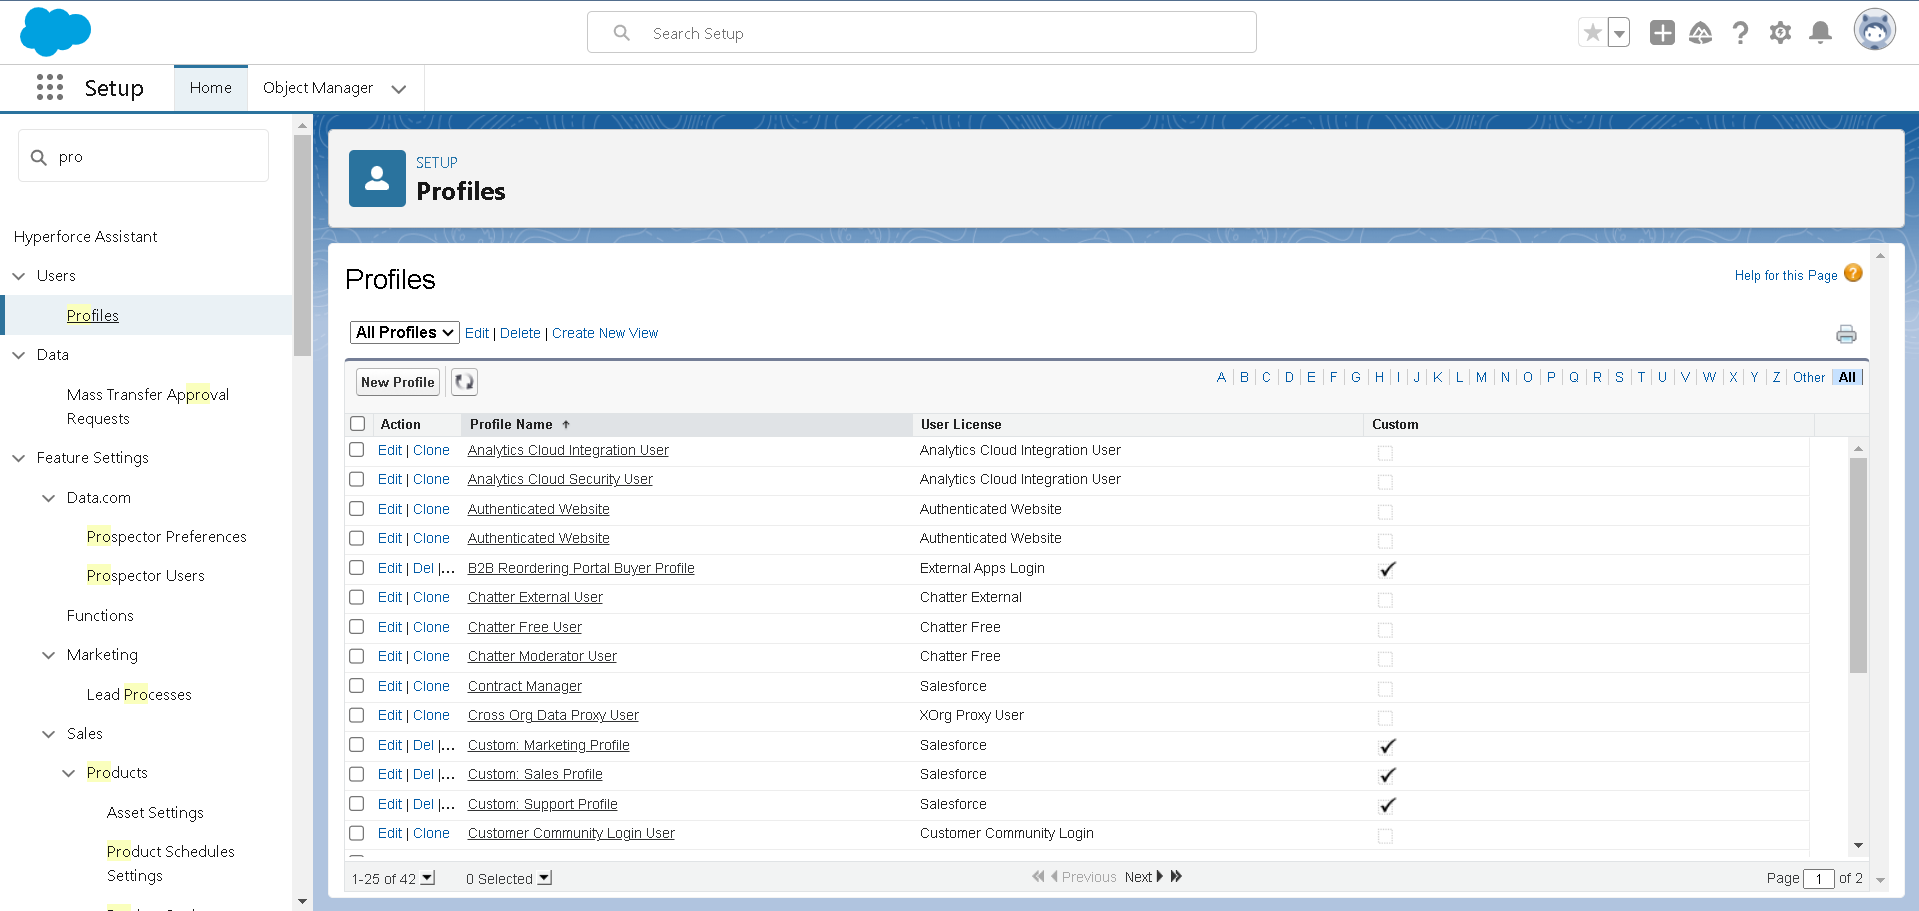 Search Setup
Setup
Home
Object Manager
pro
Hyperforce Assistant
Users
Profiles
Data
Mass Transfer Approval
Requests
Feature Settings
Data.com
Prospector Preferences
Prospector Users
Functions
Marketing
Lead Processes
Sales
Products
Asset Settings
Product Schedules
Settings
SETUP
Profiles
Profiles
Help for this Page ?
All Profiles Edit | Delete | Create New View
New Profile
A | B | C | D | E | F | G | H | I | J | K | L | M | N | O | P | Q | R | S | T | U | V | W | X | Y | Z | Other | All
Action Profile Name User License Custom
Edit | Clone Analytics Cloud Integration User Analytics Cloud Integration User
Edit | Clone Analytics Cloud Security User Analytics Cloud Integration User
Edit | Clone Authenticated Website Authenticated Website
Edit | Clone Authenticated Website Authenticated Website
Edit | Del |... B2B Reordering Portal Buyer Profile External Apps Login
Edit | Clone Chatter External User Chatter External
Edit | Clone Chatter Free User Chatter Free
Edit | Clone Chatter Moderator User Chatter Free
Edit | Clone Contract Manager Salesforce
Edit | Clone Cross Org Data Proxy User XOrg Proxy User
Edit | Del |... Custom: Marketing Profile Salesforce
Edit | Del |... Custom: Sales Profile Salesforce
Edit | Del |... Custom: Support Profile Salesforce
Edit | Clone Customer Community Login User Customer Community Login
1-25 of 42 0 Selected Previous Next Page 1 of 2